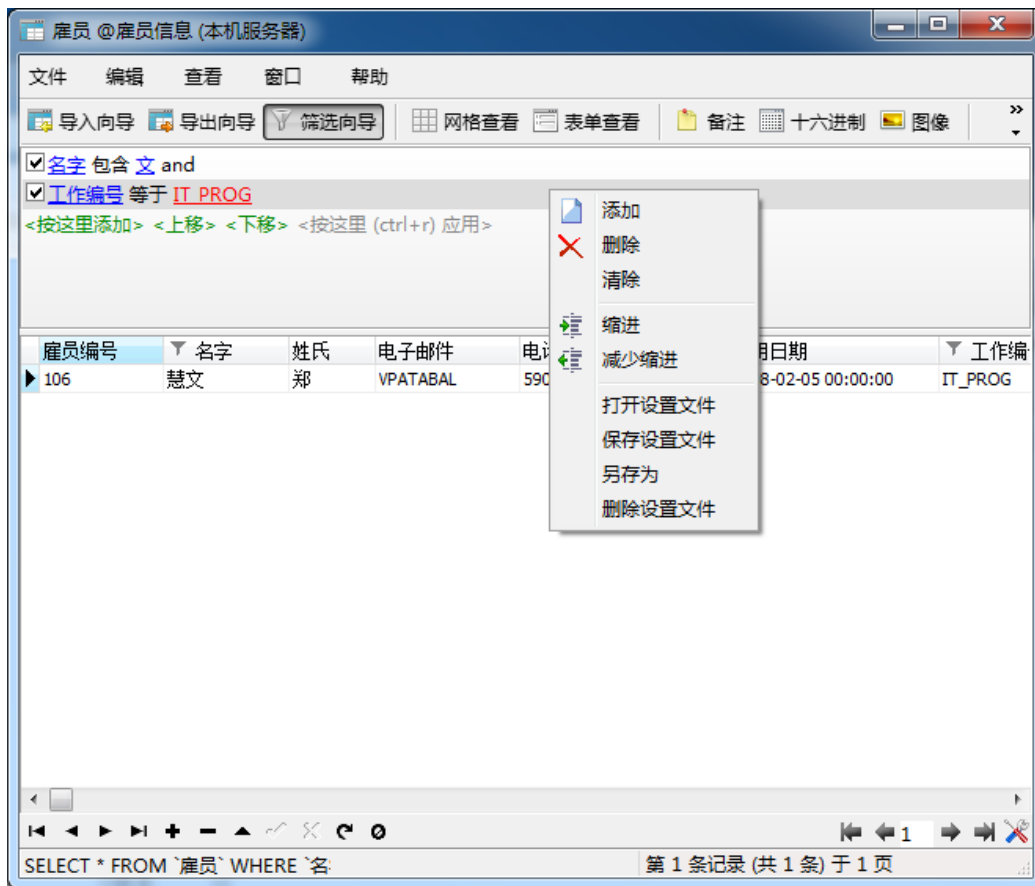 雇员 @雇员信息 (本机服务器)
文件 编辑 查看 窗口 帮助
导入向导 导出向导 筛选向导 网格查看 表单查看 备注 十六进制 图像
名字 包含 文 and
工作编号 等于 IT_PROG
<按这里添加> <上移> <下移> <按这里 (ctrl+r) 应用>
添加
删除
清除
缩进
减少缩进
打开设置文件
保存设置文件
另存为
删除设置文件
雇员编号 名字 姓氏 电子邮件 日期 工作编
106 慧文 郑 VPATABAL 590 8-02-05 00:00:00 IT_PROG
1
SELECT * FROM `雇员` WHERE `名 第 1 条记录 (共 1 条) 于 1 页